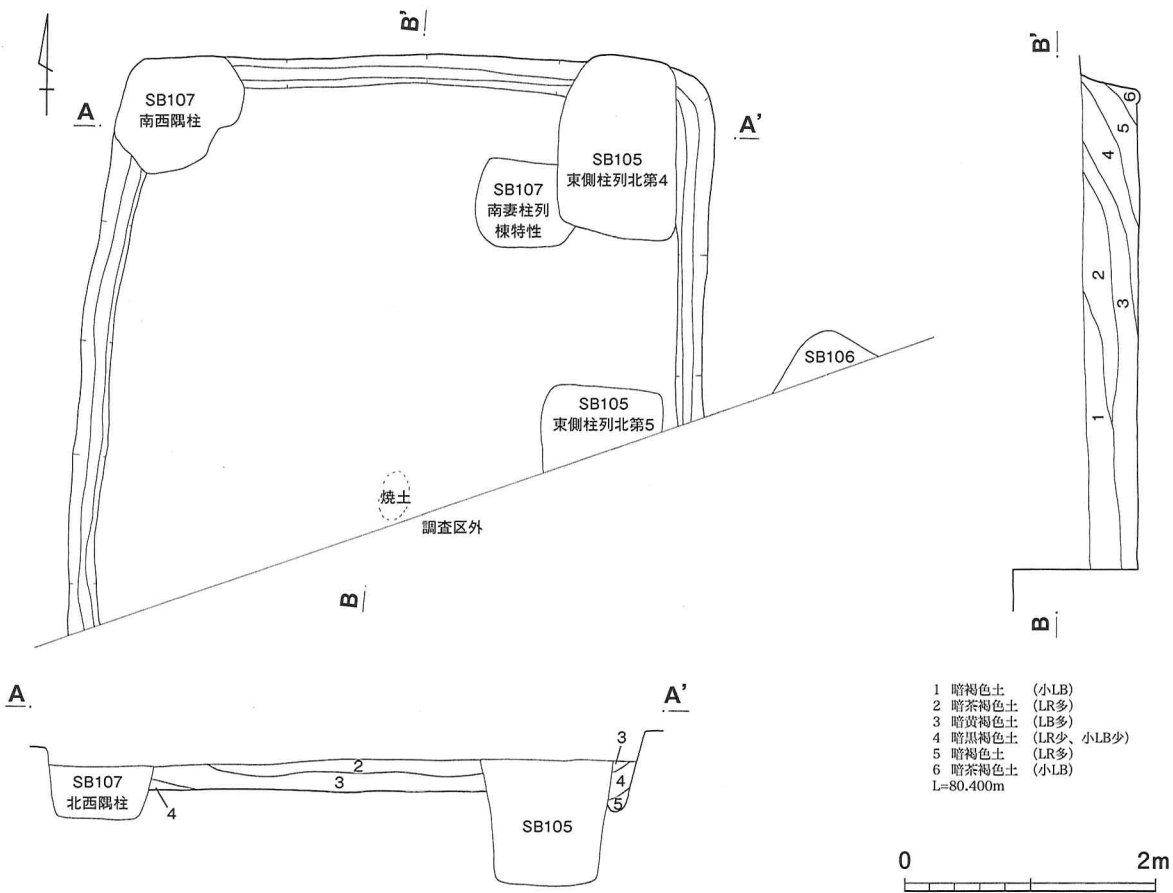 B'
A
SB107
南西隅柱
SB105
東側柱列北第4
A'
SB107
南妻柱列
棟特性
SB106
SB105
東側柱列北第5
焼土
調査区外
B
B'
6
5
4
2
3
1
B
A
A'
SB107
北西隅柱
2
3
4
SB105
3
4
5
1 暗褐色土 (小LB)
2 暗茶褐色土 (LR多)
3 暗黄褐色土 (LB多)
4 暗黒褐色土 (LR少、小LB少)
5 暗褐色土 (LR多)
6 暗茶褐色土 (小LB)
L=80.400m
0 2m